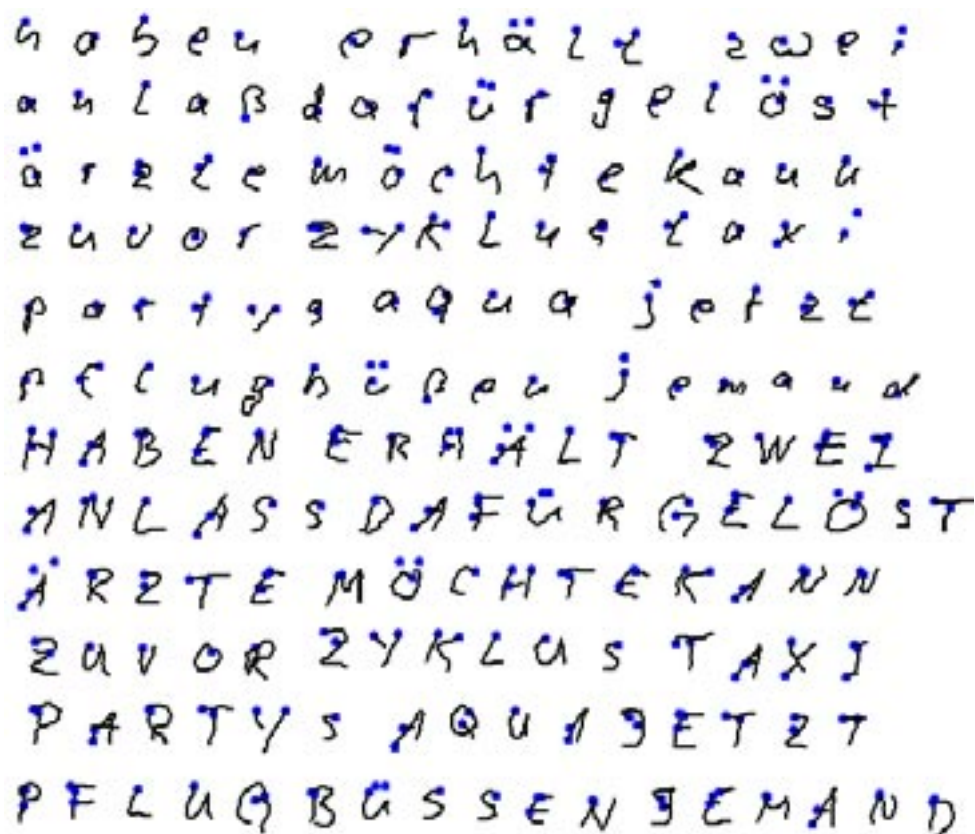 haben erhält zwei
anlaß dafür gelöst
ärzte möchte kann
zuvor zyklus taxi
partys aqua jetzt
pflug büßen jemand
HABEN ERHÄLT ZWEI
ANLASS DAFÜR GELÖST
ÄRZTE MÖCHTE KANN
ZUVOR ZYKLUS TAXI
PARTYS AQUA JETZT
PFLUG BÜSSEN JEMAND